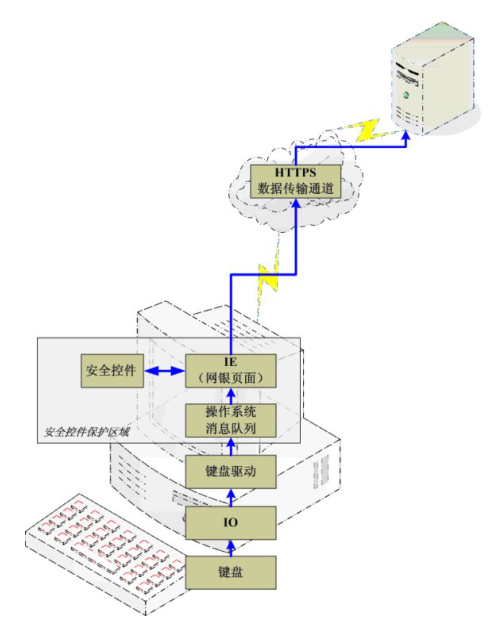 HTTPS
数据传输通道
安全控件
IE
（网银页面）
操作系统
消息队列
安全控件保护区域
键盘驱动
IO
键盘